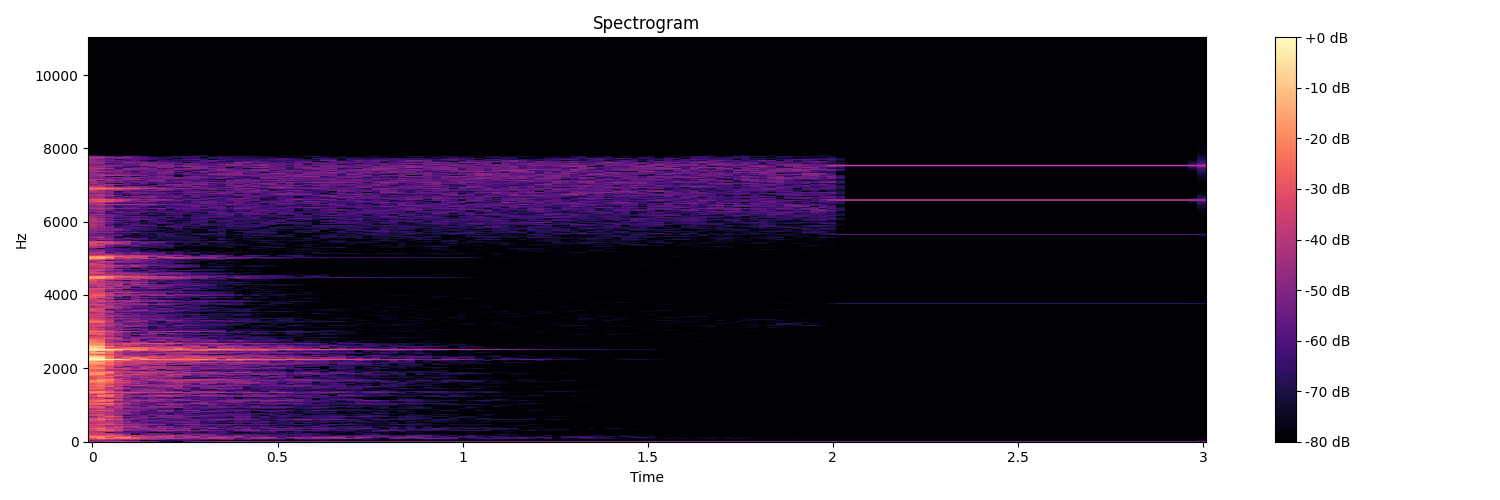 Spectrogram
10000
8000
6000
4000
2000
0
Hz
0 0.5 1 1.5 2 2.5 3
Time
+0 dB
-10 dB
-20 dB
-30 dB
-40 dB
-50 dB
-60 dB
-70 dB
-80 dB